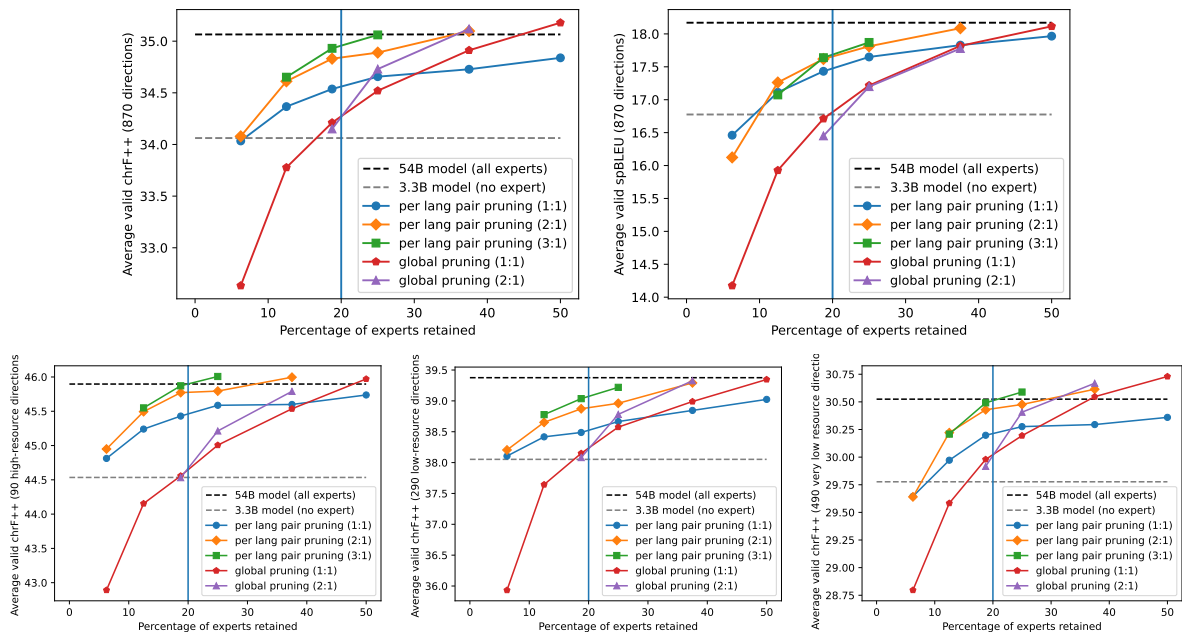 Average valid chrF++ (870 directions)
35.0
34.5
34.0
33.5
33.0
0
10
20
30
40
50
Percentage of experts retained
54B model (all experts)
3.3B model (no expert)
per lang pair pruning (1:1)
per lang pair pruning (2:1)
per lang pair pruning (3:1)
global pruning (1:1)
global pruning (2:1)
Average valid spBLEU (870 directions)
18.0
17.5
17.0
16.5
16.0
15.5
15.0
14.5
14.0
0
10
20
30
40
50
Percentage of experts retained
54B model (all experts)
3.3B model (no expert)
per lang pair pruning (1:1)
per lang pair pruning (2:1)
per lang pair pruning (3:1)
global pruning (1:1)
global pruning (2:1)
Average valid chrF++ (90 high-resource directions
46.0
45.5
45.0
44.5
44.0
43.5
43.0
0
10
20
30
40
50
Percentage of experts retained
54B model (all experts)
3.3B model (no expert)
per lang pair pruning (1:1)
per lang pair pruning (2:1)
per lang pair pruning (3:1)
global pruning (1:1)
global pruning (2:1)
Average valid chrF++ (290 low-resource directions
39.5
39.0
38.5
38.0
37.5
37.0
36.5
36.0
0
10
20
30
40
50
Percentage of experts retained
54B model (all experts)
3.3B model (no expert)
per lang pair pruning (1:1)
per lang pair pruning (2:1)
per lang pair pruning (3:1)
global pruning (1:1)
global pruning (2:1)
Average valid chrF++ (490 very low resource directic
30.75
30.50
30.25
30.00
29.75
29.50
29.25
29.00
28.75
0
10
20
30
40
50
Percentage of experts retained
54B model (all experts)
3.3B model (no expert)
per lang pair pruning (1:1)
per lang pair pruning (2:1)
per lang pair pruning (3:1)
global pruning (1:1)
global pruning (2:1)